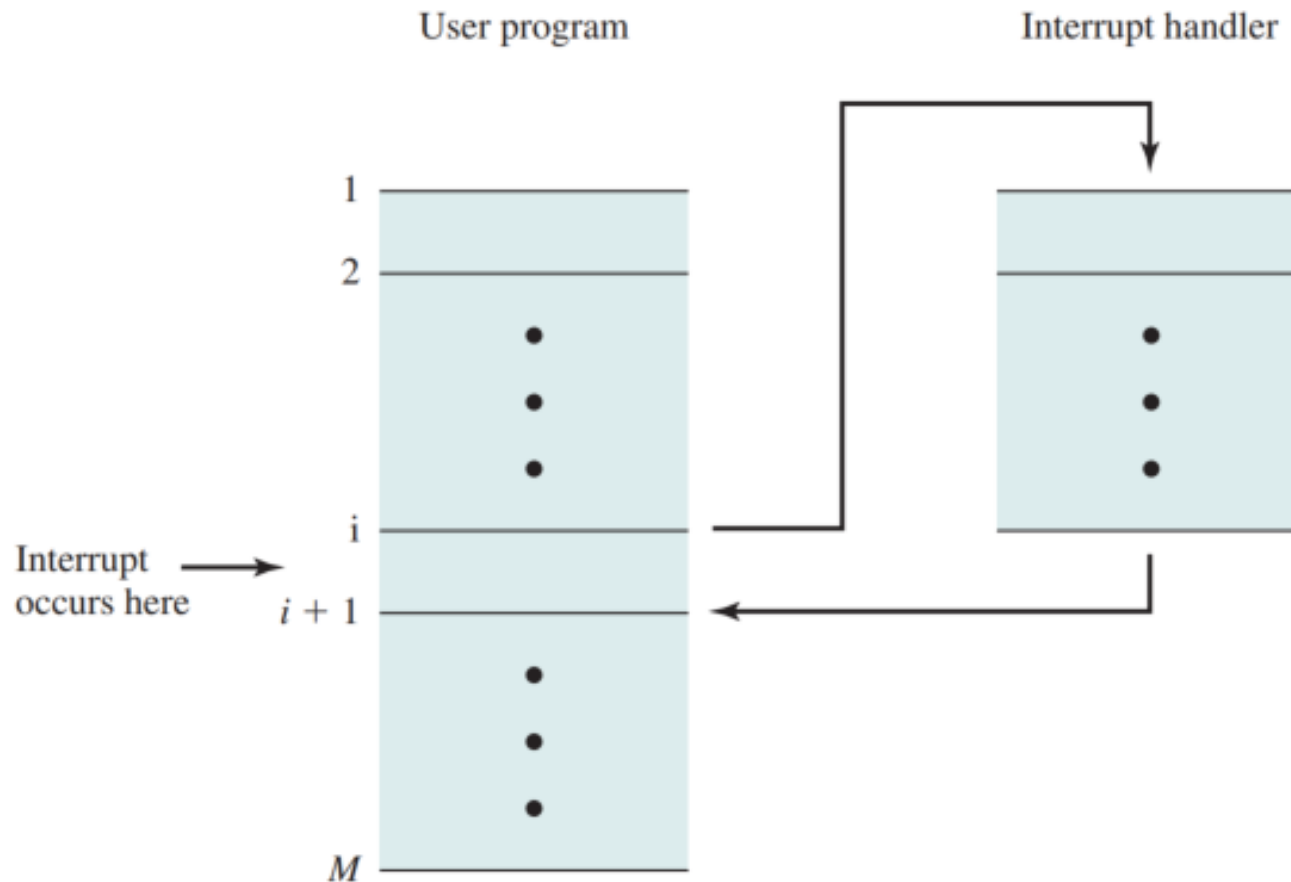 User program
Interrupt handler
1
2
i
Interrupt
occurs here
i + 1
M